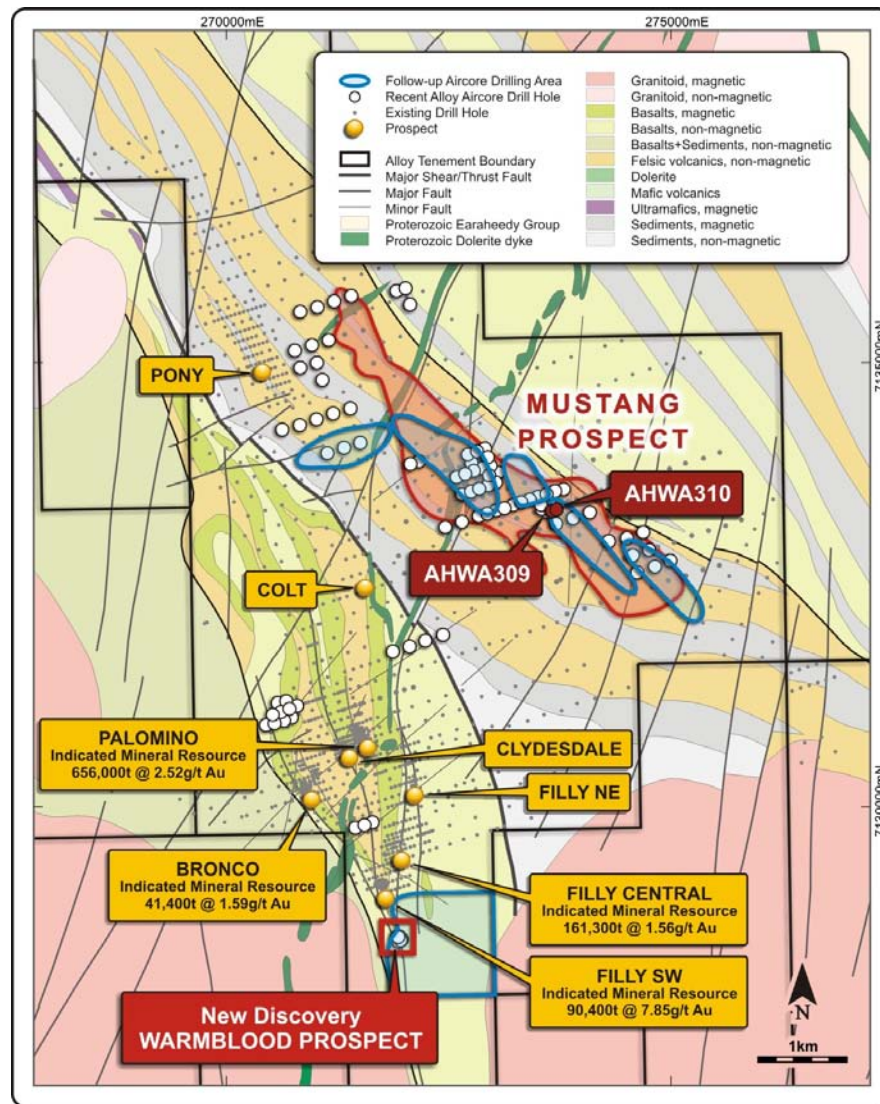 270000mE
275000mE
Follow-up Aircore Drilling Area
Recent Alloy Aircore Drill Hole
Existing Drill Hole
Prospect
Alloy Tenement Boundary
Major Shear/Thrust Fault
Major Fault
Minor Fault
Proterozoic Earaheedy Group
Proterozoic Dolerite dyke
Granitoid, magnetic
Granitoid, non-magnetic
Basalts, magnetic
Basalts, non-magnetic
Basalts+Sediments, non-magnetic
Felsic volcanics, non-magnetic
Dolerite
Mafic volcanics
Ultramafics, magnetic
Sediments, magnetic
Sediments, non-magnetic
7135000mN
PONY
MUSTANG
PROSPECT
AHWA310
AHWA309
COLT
PALOMINO
Indicated Mineral Resource
656,000t @ 2.52g/t Au
CLYDESDALE
FILLY NE
7130000mN
BRONCO
Indicated Mineral Resource
41,400t @ 1.59g/t Au
FILLY CENTRAL
Indicated Mineral Resource
161,300t @ 1.56g/t Au
FILLY SW
Indicated Mineral Resource
90,400t @ 7.85g/t Au
New Discovery
WARMBLOOD PROSPECT
N
1km